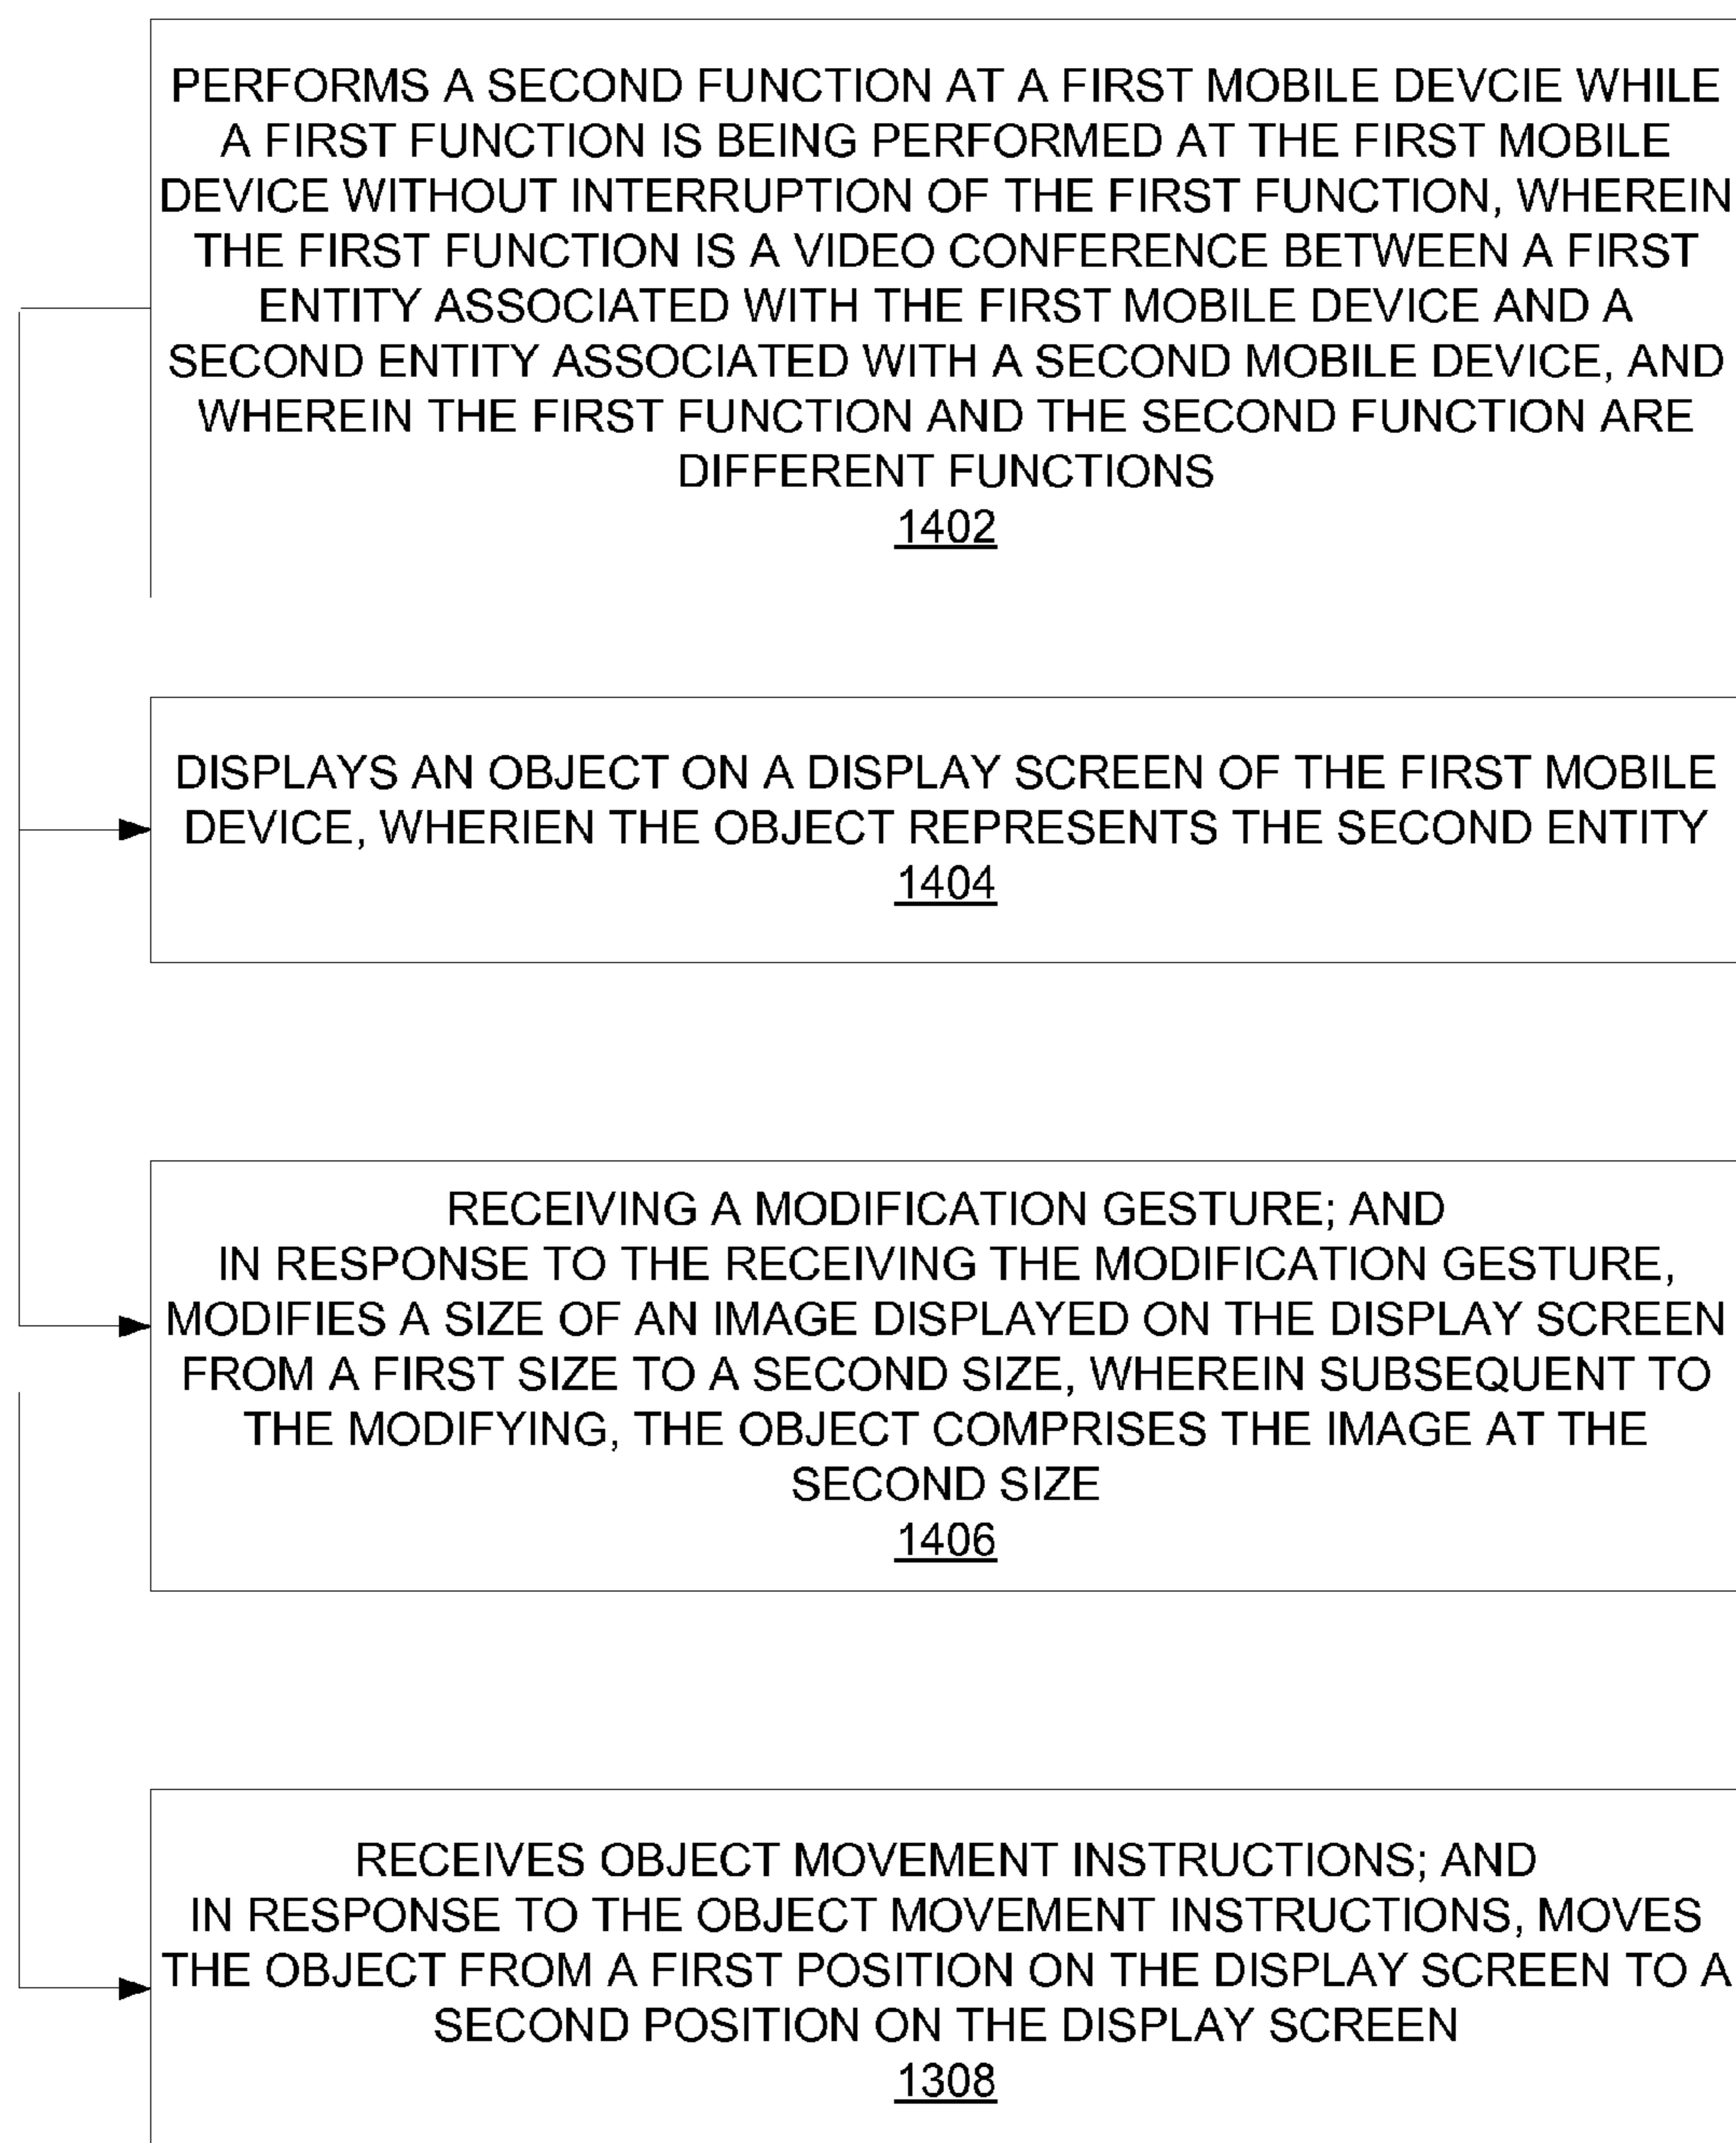 PERFORMS A SECOND FUNCTION AT A FIRST MOBILE DEVCIE WHILE
A FIRST FUNCTION IS BEING PERFORMED AT THE FIRST MOBILE
DEVICE WITHOUT INTERRUPTION OF THE FIRST FUNCTION, WHEREIN
THE FIRST FUNCTION IS A VIDEO CONFERENCE BETWEEN A FIRST
ENTITY ASSOCIATED WITH THE FIRST MOBILE DEVICE AND A
SECOND ENTITY ASSOCIATED WITH A SECOND MOBILE DEVICE, AND
WHEREIN THE FIRST FUNCTION AND THE SECOND FUNCTION ARE
DIFFERENT FUNCTIONS
1402
DISPLAYS AN OBJECT ON A DISPLAY SCREEN OF THE FIRST MOBILE
DEVICE, WHERIEN THE OBJECT REPRESENTS THE SECOND ENTITY
1404
RECEIVING A MODIFICATION GESTURE; AND
IN RESPONSE TO THE RECEIVING THE MODIFICATION GESTURE,
MODIFIES A SIZE OF AN IMAGE DISPLAYED ON THE DISPLAY SCREEN
FROM A FIRST SIZE TO A SECOND SIZE, WHEREIN SUBSEQUENT TO
THE MODIFYING, THE OBJECT COMPRISES THE IMAGE AT THE
SECOND SIZE
1406
RECEIVES OBJECT MOVEMENT INSTRUCTIONS; AND
IN RESPONSE TO THE OBJECT MOVEMENT INSTRUCTIONS, MOVES
THE OBJECT FROM A FIRST POSITION ON THE DISPLAY SCREEN TO A
SECOND POSITION ON THE DISPLAY SCREEN
1308